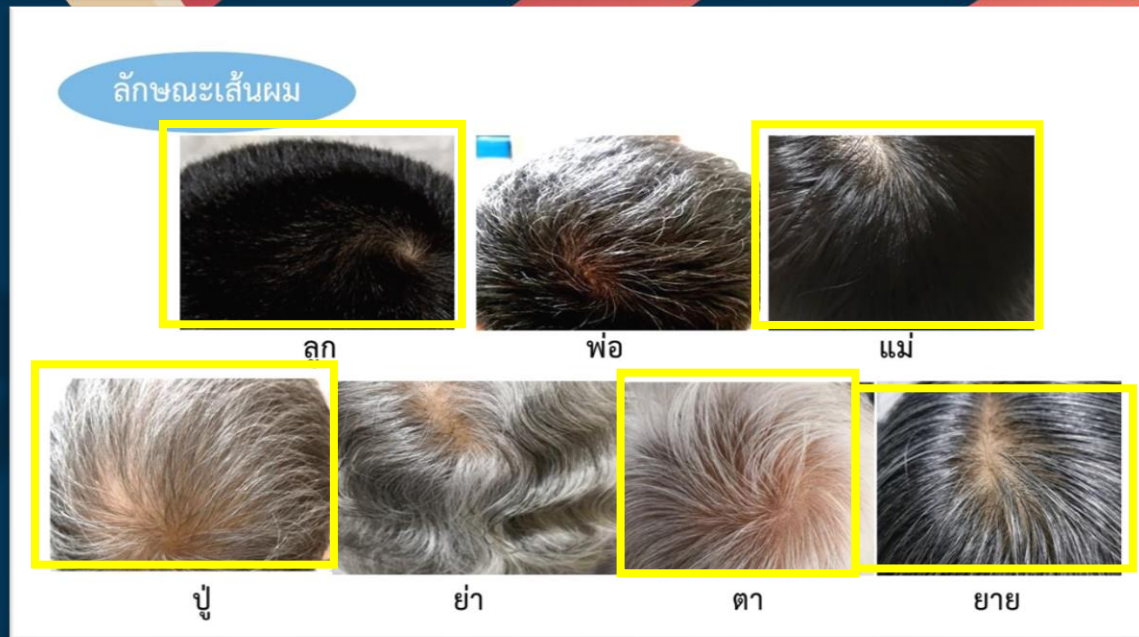 ลักษณะเส้นผม
ลูก
พ่อ
แม่
ปู่
ย่า
ตา
ยาย